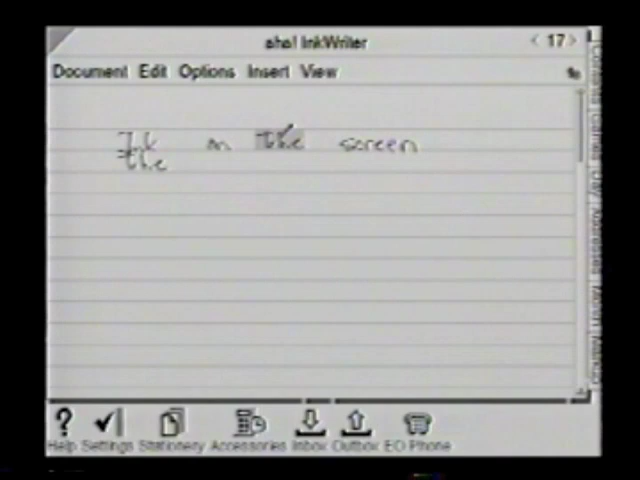 aha! InkWriter < 17 >
Document Edit Options Insert View
Ink on the screen
the
Help Settings Stationery Accessories Inbox Outbox EO Phone